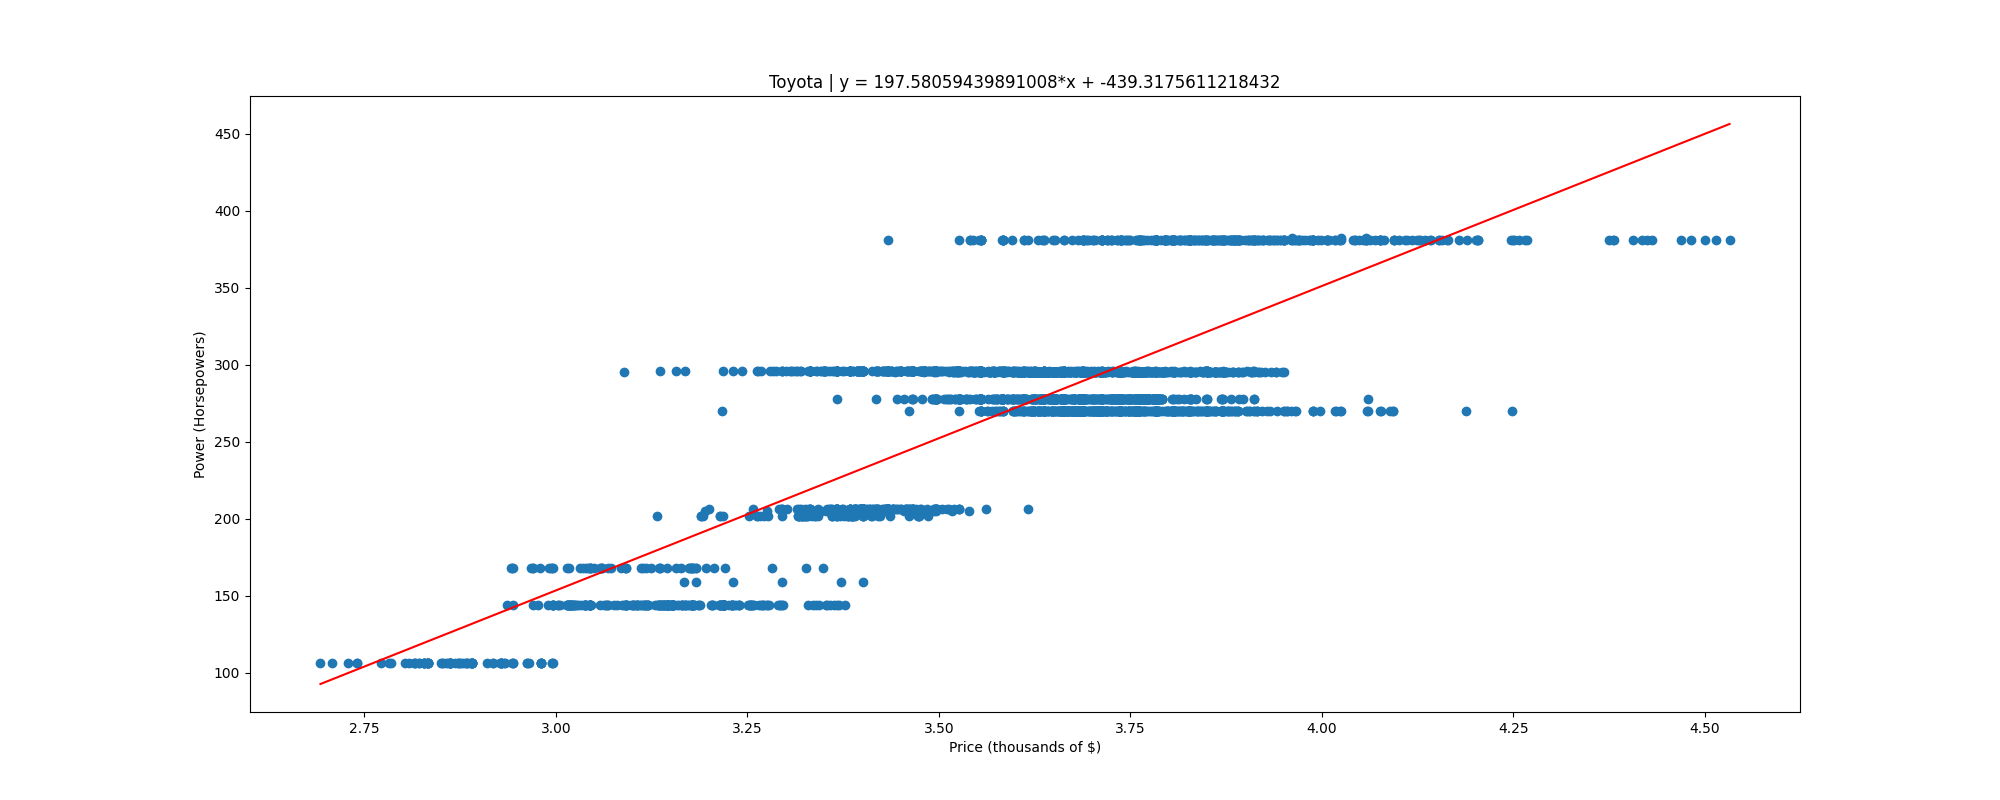 Toyota | y = 197.58059439891008*x + -439.3175611218432
450
400
350
300
250
200
150
100
Power (Horsepowers)
2.75 3.00 3.25 3.50 3.75 4.00 4.25 4.50
Price (thousands of $)